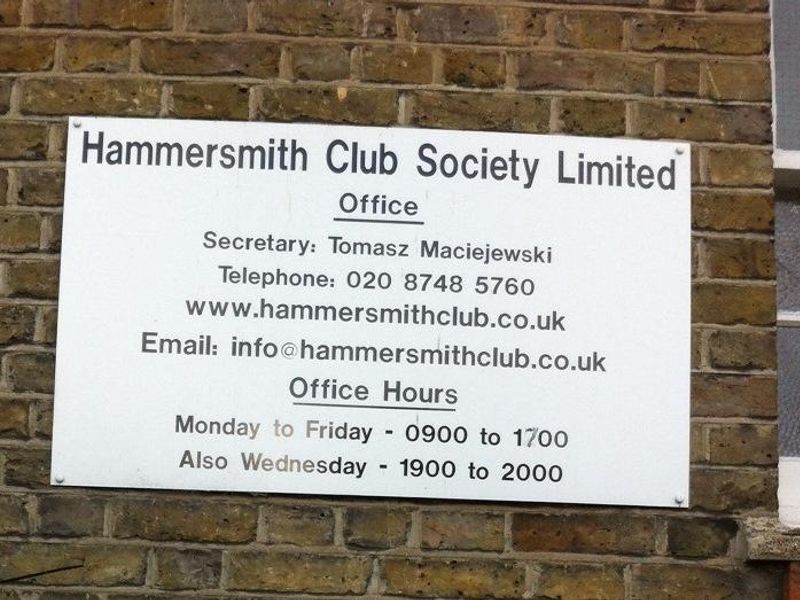 Hammersmith Club Society Limited
Office
Secretary: Tomasz Maciejewski
Telephone: 020 8748 5760
www.hammersmithclub.co.uk
Email: info@hammersmithclub.co.uk
Office Hours
Monday to Friday - 0900 to 1700
Also Wednesday - 1900 to 2000